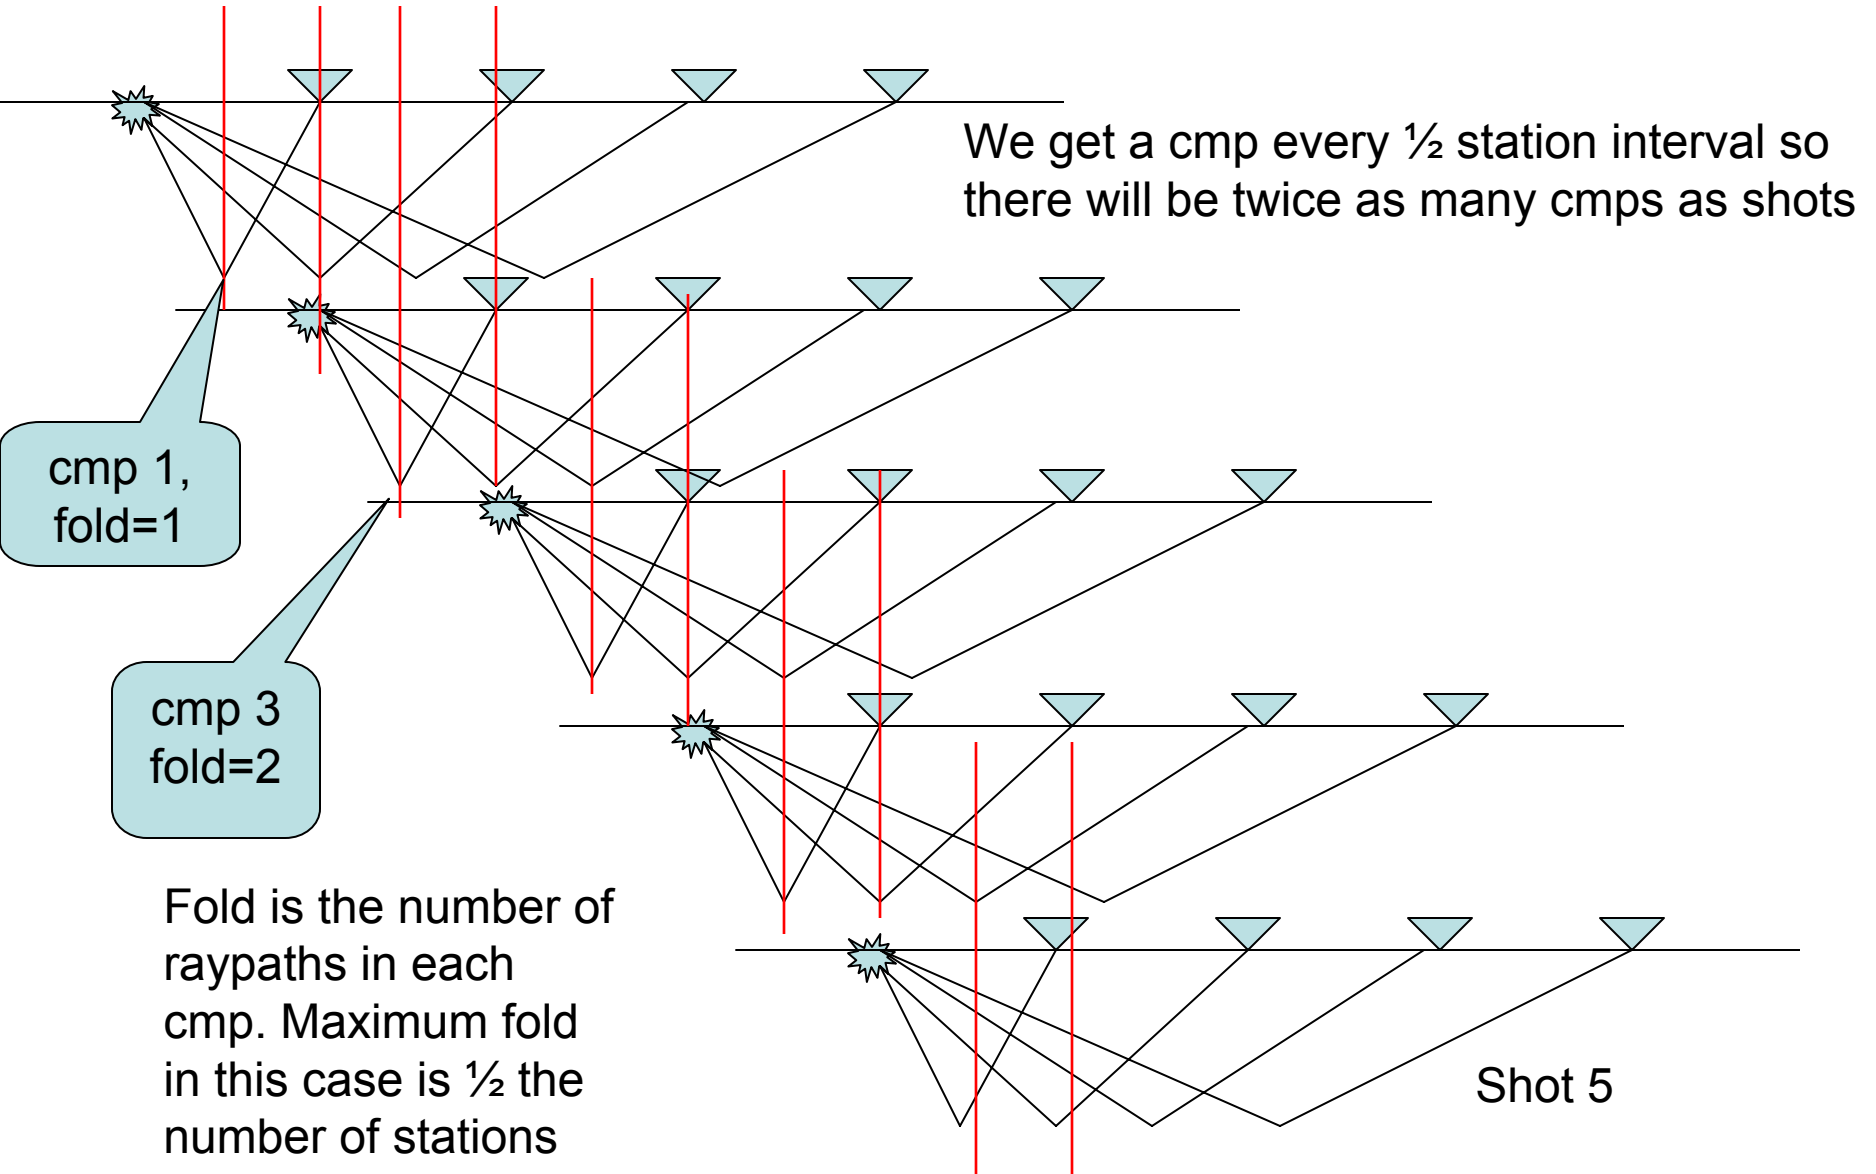 We get a cmp every ½ station interval so
there will be twice as many cmps as shots
cmp 1,
fold=1
cmp 3
fold=2
Fold is the number of
raypaths in each
cmp. Maximum fold
in this case is ½ the
number of stations
Shot 5